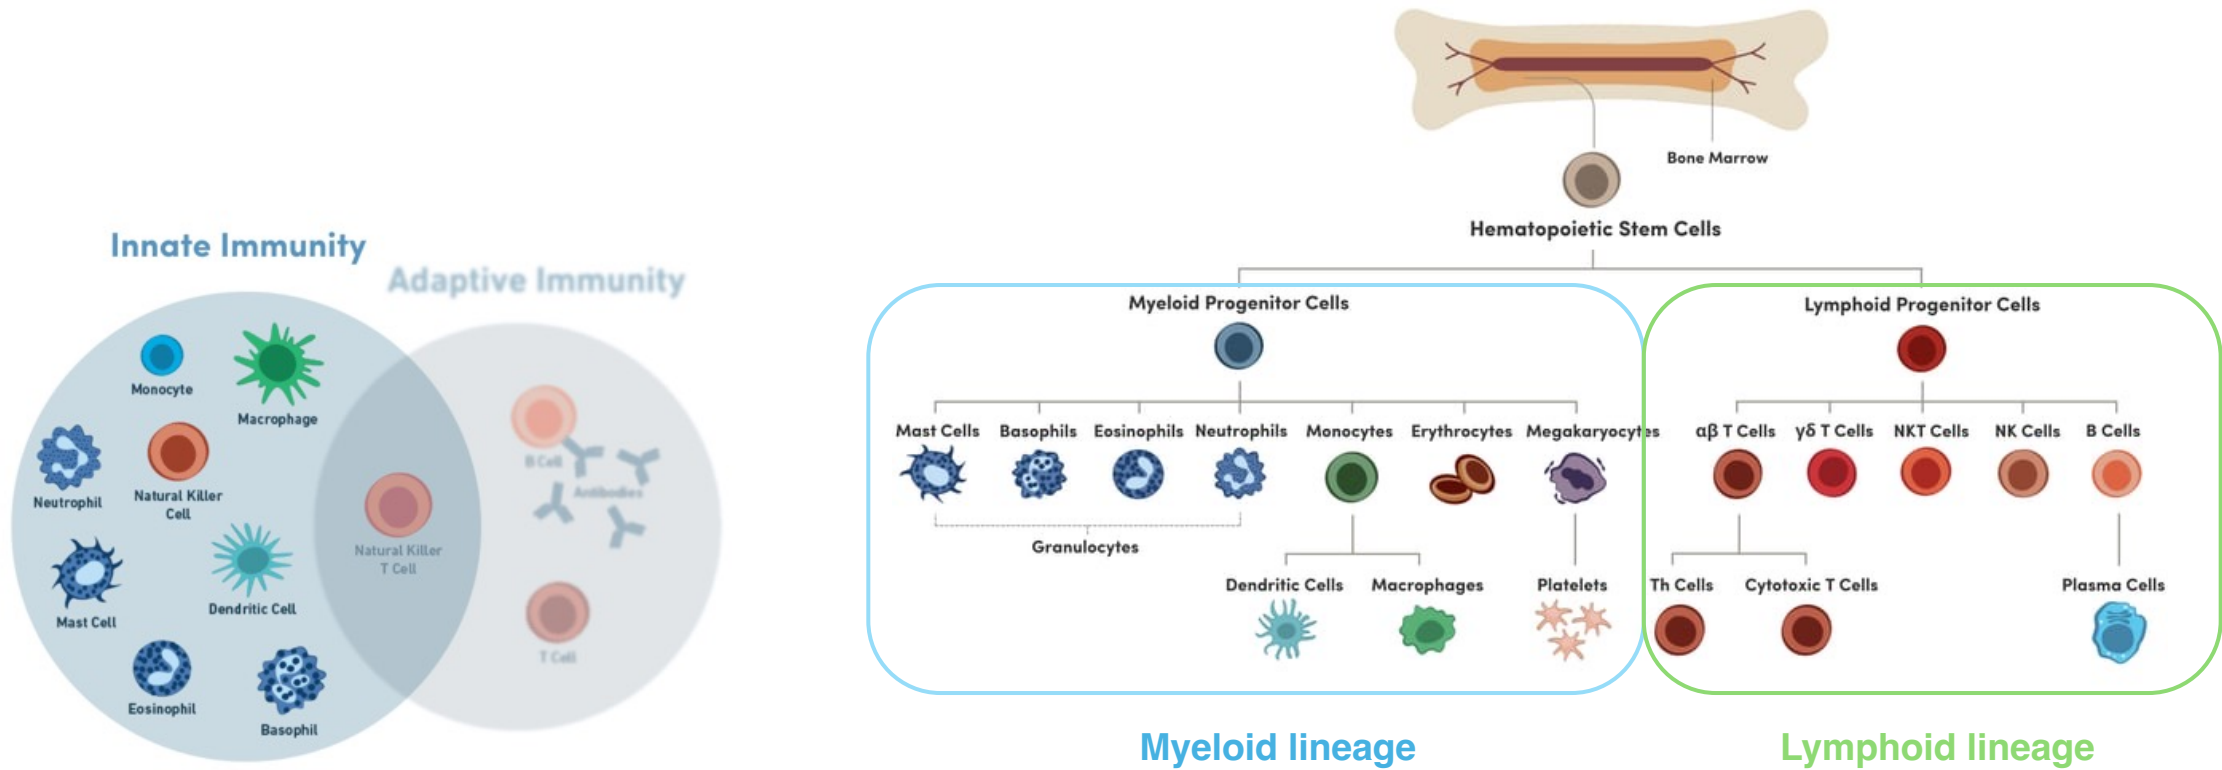 Innate Immunity
Adaptive Immunity
Monocyte
Macrophage
Neutrophil
Natural Killer
Cell
Mast Cell
Dendritic Cell
Eosinophil
Basophil
Natural Killer
T Cell
B Cell
Antibodies
T Cell
Bone Marrow
Hematopoietic Stem Cells
Myeloid Progenitor Cells
Mast Cells
Basophils
Eosinophils
Neutrophils
Monocytes
Erythrocytes
Megakaryocytes
Granulocytes
Dendritic Cells
Macrophages
Platelets
Myeloid lineage
Lymphoid Progenitor Cells
αβ T Cells
γδ T Cells
NKT Cells
NK Cells
B Cells
Th Cells
Cytotoxic T Cells
Plasma Cells
Lymphoid lineage